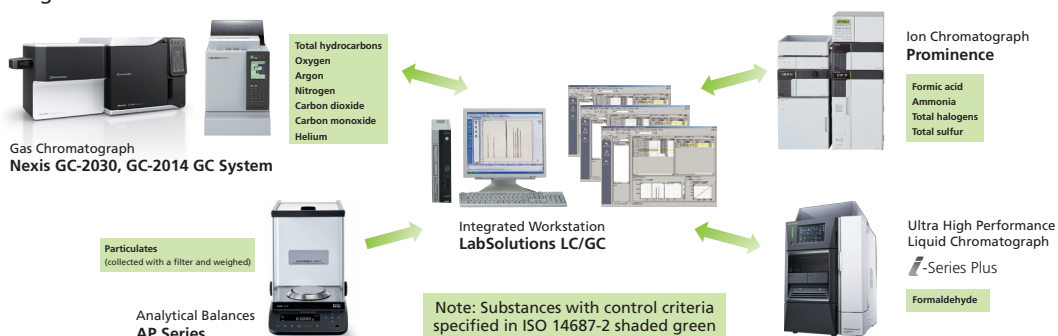 Total hydrocarbons
Oxygen
Argon
Nitrogen
Carbon dioxide
Carbon monoxide
Helium
Gas Chromatograph
Nexis GC-2030, GC-2014 GC System
Ion Chromatograph
Prominence
Formic acid
Ammonia
Total halogens
Total sulfur
Integrated Workstation
LabSolutions LC/GC
Particulates
(collected with a filter and weighed)
Analytical Balances
AP Series
Ultra High Performance
Liquid Chromatograph
i-Series Plus
Formaldehyde
Note: Substances with control criteria
specified in ISO 14687-2 shaded green